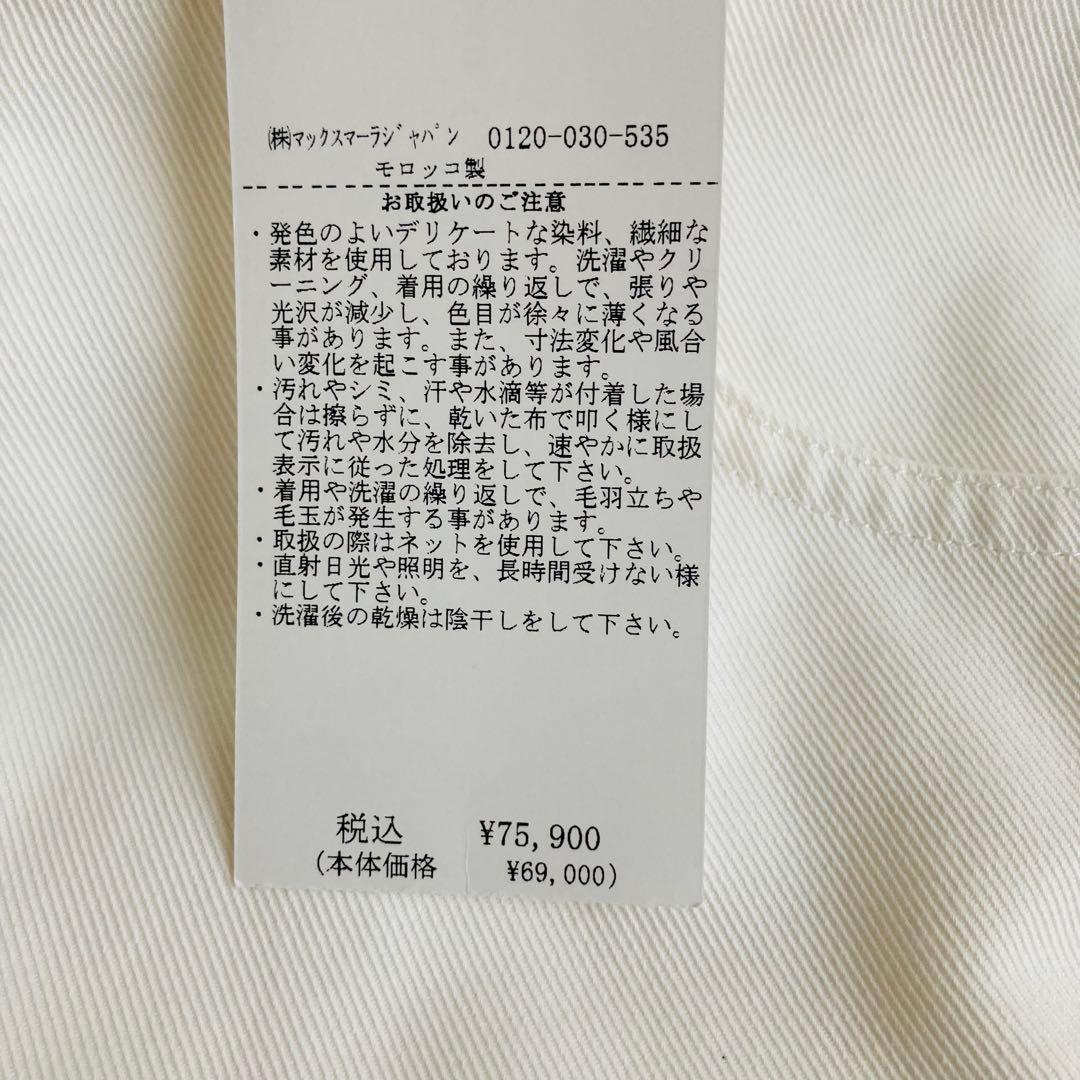 ㈱マックスマーラジャパン 0120-030-535
モロッコ製
お取扱いのご注意
・発色のよいデリケートな染料、繊細な
素材を使用しております。洗濯やクリ
ーニング、着用の繰り返しで、張りや
光沢が減少し、色目が徐々に薄くなる
事があります。また、寸法変化や風合
い変化を起こす事があります。
・汚れやシミ、汗や水滴等が付着した場
合は擦らずに、乾いた布で叩く様にし
て汚れや水分を除去し、速やかに取扱
表示に従った処理をして下さい。
・着用や洗濯の繰り返しで、毛羽立ちや
毛玉が発生する事があります。
・取扱の際はネットを使用して下さい。
・直射日光や照明を、長時間受けない様
にして下さい。
・洗濯後の乾燥は陰干しをして下さい。
税込 ¥75,900
(本体価格 ¥69,000)